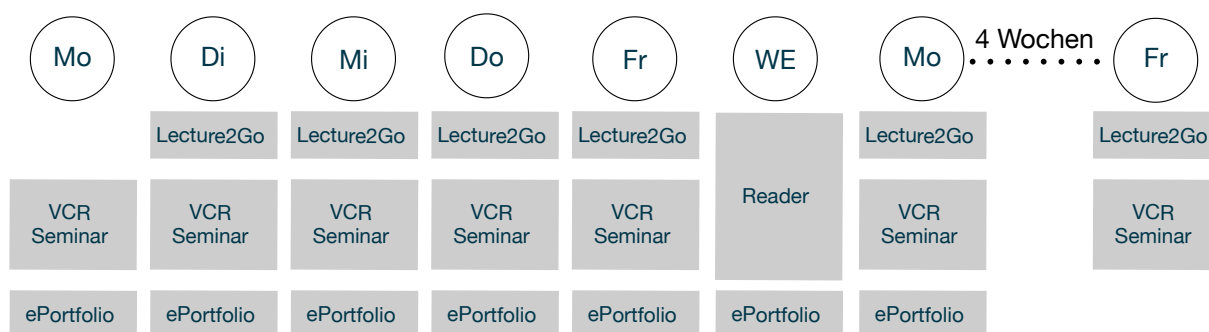 Mo Di Mi Do Fr WE Mo 4 Wochen Fr
Lecture2Go Lecture2Go Lecture2Go Lecture2Go Lecture2Go Lecture2Go
Reader
VCR VCR VCR VCR VCR VCR VCR
Seminar Seminar Seminar Seminar Seminar Seminar Seminar
ePortfolio ePortfolio ePortfolio ePortfolio ePortfolio ePortfolio ePortfolio